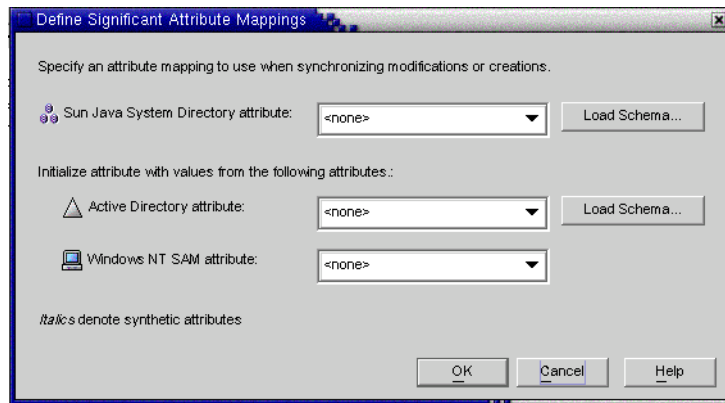 Define Significant Attribute Mappings
Specify an attribute mapping to use when synchronizing modifications or creations.
Sun Java System Directory attribute: <none> Load Schema...
Initialize attribute with values from the following attributes.:
Active Directory attribute: <none> Load Schema...
Windows NT SAM attribute: <none>
Italics denote synthetic attributes
OK Cancel Help